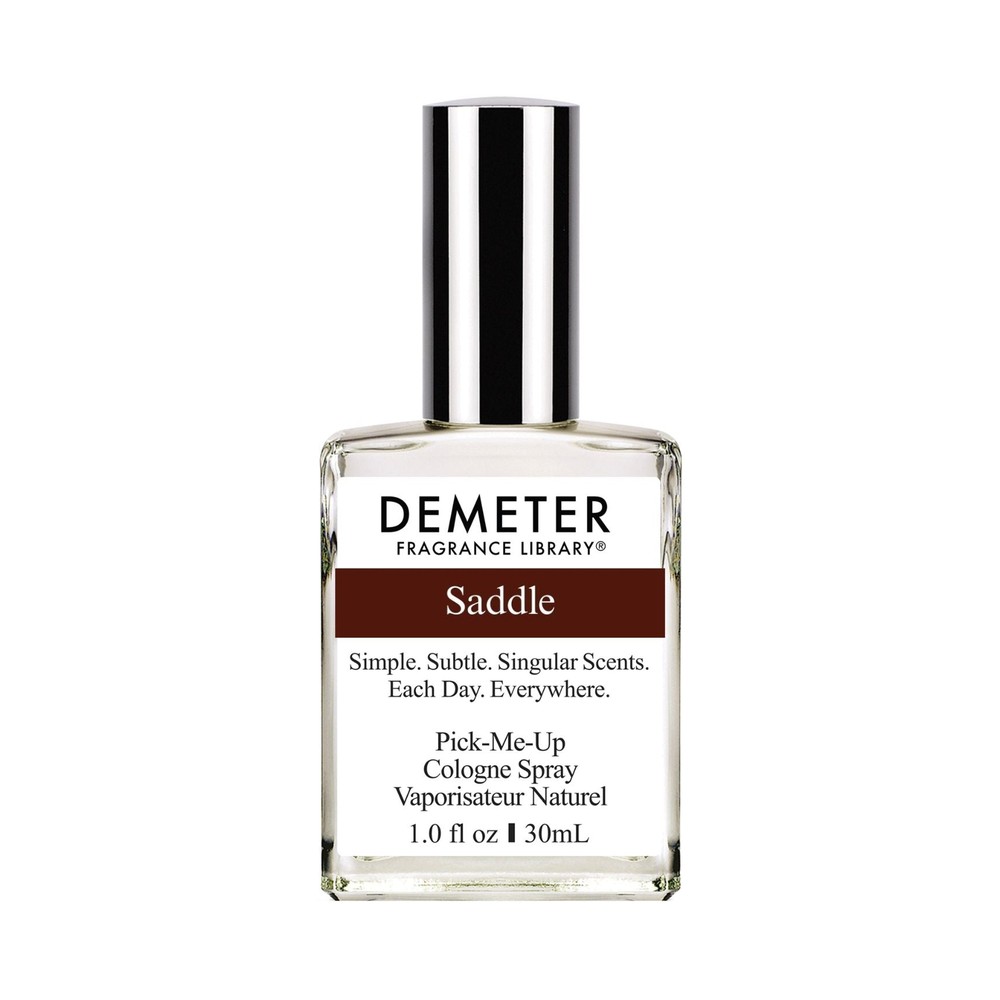 DEMETER
FRAGRANCE LIBRARY®
Saddle
Simple. Subtle. Singular Scents.
Each Day. Everywhere.
Pick-Me-Up
Cologne Spray
Vaporisateur Naturel
1.0 fl oz ❚ 30mL